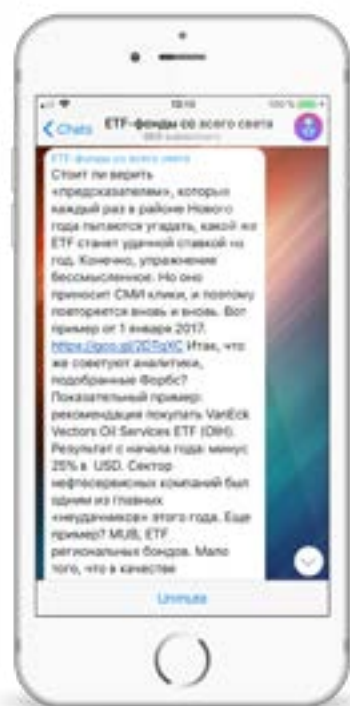 100%
Chats
ETF-фонды со всего света
ETF-фонды со всего света
Стоит ли верить
«предсказателям», которые
каждый раз в районе Нового
года пытаются угадать, какой же
ETF станет удачной ставкой на
год. Конечно, упражнение
бессмысленное. Но оно
приносит СМИ клики, и поэтому
повторяется вновь и вновь. Вот
пример от 1 января 2017.
Итак, что
же советуют аналитики,
подобранные Форбс?
Показательный пример:
рекомендация покупать VanEck
Vectors Oil Services ETF (OIH).
Результат с начала года: минус
25% в USD. Сектор
нефтесервисных компаний был
одним из главных
«неудачников» этого года. Еще
пример? MUB, ETF
региональных бондов. Мало
того, что в качестве
Unmute